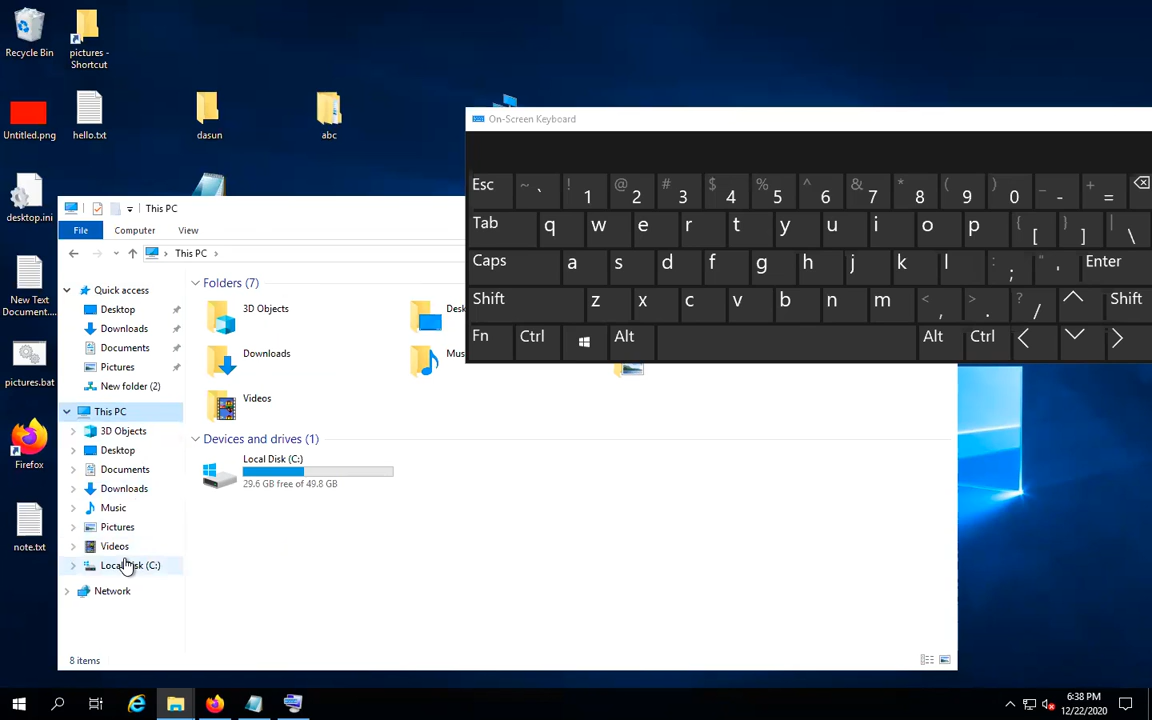 Recycle Bin
pictures -
Shortcut
Untitled.png
hello.txt
dasun
abc
desktop.ini
New Text
Document....
pictures.bat
Firefox
note.txt
This PC
File
Computer
View
This PC
Quick access
Desktop
Downloads
Documents
Pictures
New folder (2)
This PC
3D Objects
Desktop
Documents
Downloads
Music
Pictures
Videos
Local Disk (C:)
Network
Folders (7)
3D Objects
Downloads
Videos
Devices and drives (1)
Local Disk (C:)
29.6 GB free of 49.8 GB
8 items
On-Screen Keyboard
Esc ~ ` ! 1 @ 2 # 3 $ 4 % 5 ^ 6 & 7 * 8 ( 9 ) 0 _ - + =
Tab q w e r t y u i o p { [ } ] | \
Caps a s d f g h j k l : ; " ' Enter
Shift z x c v b n m < , > . ? / Shift
Fn Ctrl Alt Alt Ctrl
6:38 PM
12/22/2020